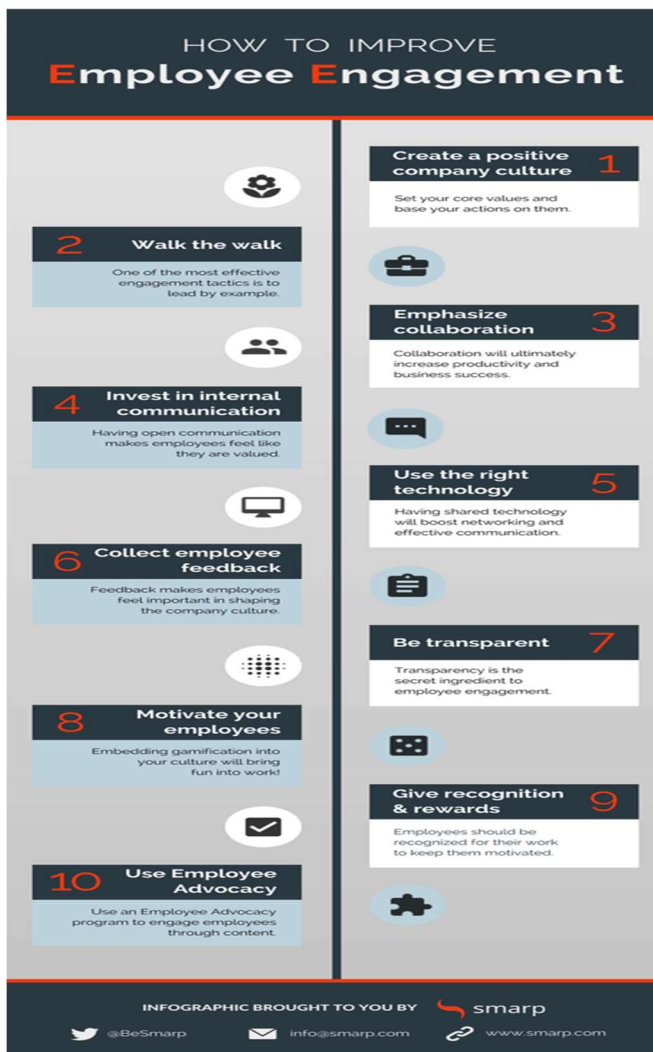 HOW TO IMPROVE
Employee Engagement
Create a positive
company culture
1
Set your core values and
base your actions on them.
2
Walk the walk
One of the most effective
engagement tactics is to
lead by example.
Emphasize
collaboration
3
Collaboration will ultimately
increase productivity and
business success.
4
Invest in internal
communication
Having open communication
makes employees feel like
they are valued.
Use the right
technology
5
Having shared technology
will boost networking and
effective communication.
6
Collect employee
feedback
Feedback makes employees
feel important in shaping
the company culture.
Be transparent
7
Transparency is the
secret ingredient to
employee engagement.
8
Motivate your
employees
Embedding gamification into
your culture will bring
fun into work!
Give recognition
& rewards
9
Employees should be
recognized for their work
to keep them motivated.
10
Use Employee
Advocacy
Use an Employee Advocacy
program to engage employees
through content.
INFOGRAPHIC BROUGHT TO YOU BY smarp
@BeSmarp info@smarp.com www.smarp.com